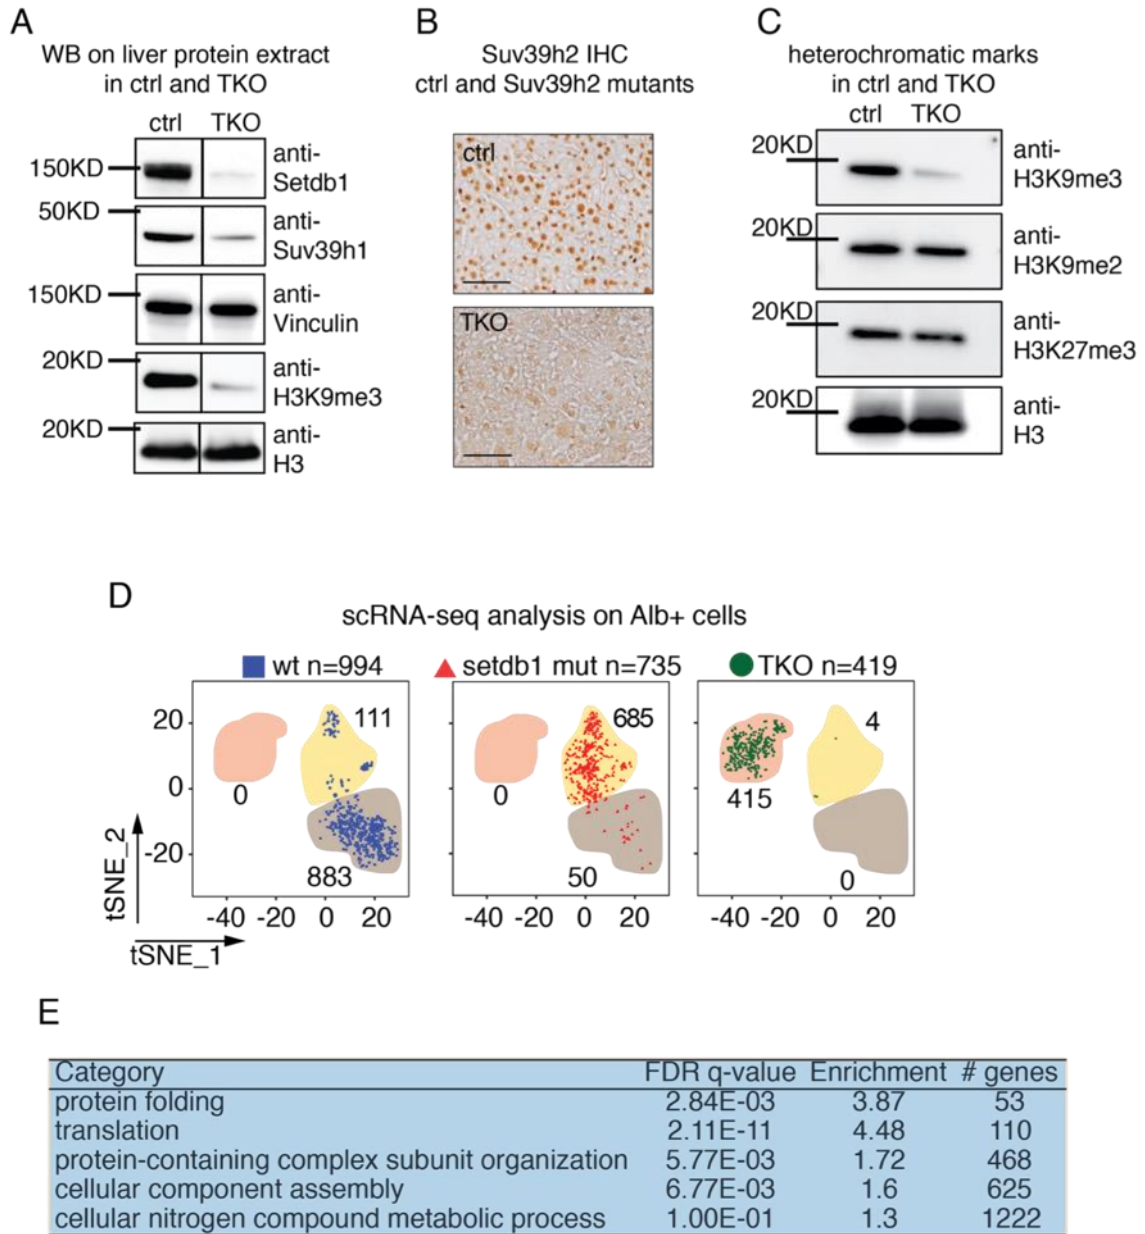 A
WB on liver protein extract
in ctrl and TKO
ctrl TKO
150KD
anti-
Setdb1
50KD
anti-
Suv39h1
150KD
anti-
Vinculin
20KD
anti-
H3K9me3
20KD
anti-
H3
B
Suv39h2 IHC
ctrl and Suv39h2 mutants
ctrl
TKO
C
heterochromatic marks
in ctrl and TKO
ctrl TKO
20KD
anti-
H3K9me3
20KD
anti-
H3K9me2
20KD
anti-
H3K27me3
20KD
anti-
H3
D
scRNA-seq analysis on Alb+ cells
wt n=994
setdb1 mut n=735
TKO n=419
20
0
-20
tSNE_2
tSNE_1
111
0
883
-40 -20 0 20
685
0
50
-40 -20 0 20
4
415
0
-40 -20 0 20
E
Category FDR q-value Enrichment # genes
protein folding 2.84E-03 3.87 53
translation 2.11E-11 4.48 110
protein-containing complex subunit organization 5.77E-03 1.72 468
cellular component assembly 6.77E-03 1.6 625
cellular nitrogen compound metabolic process 1.00E-01 1.3 1222